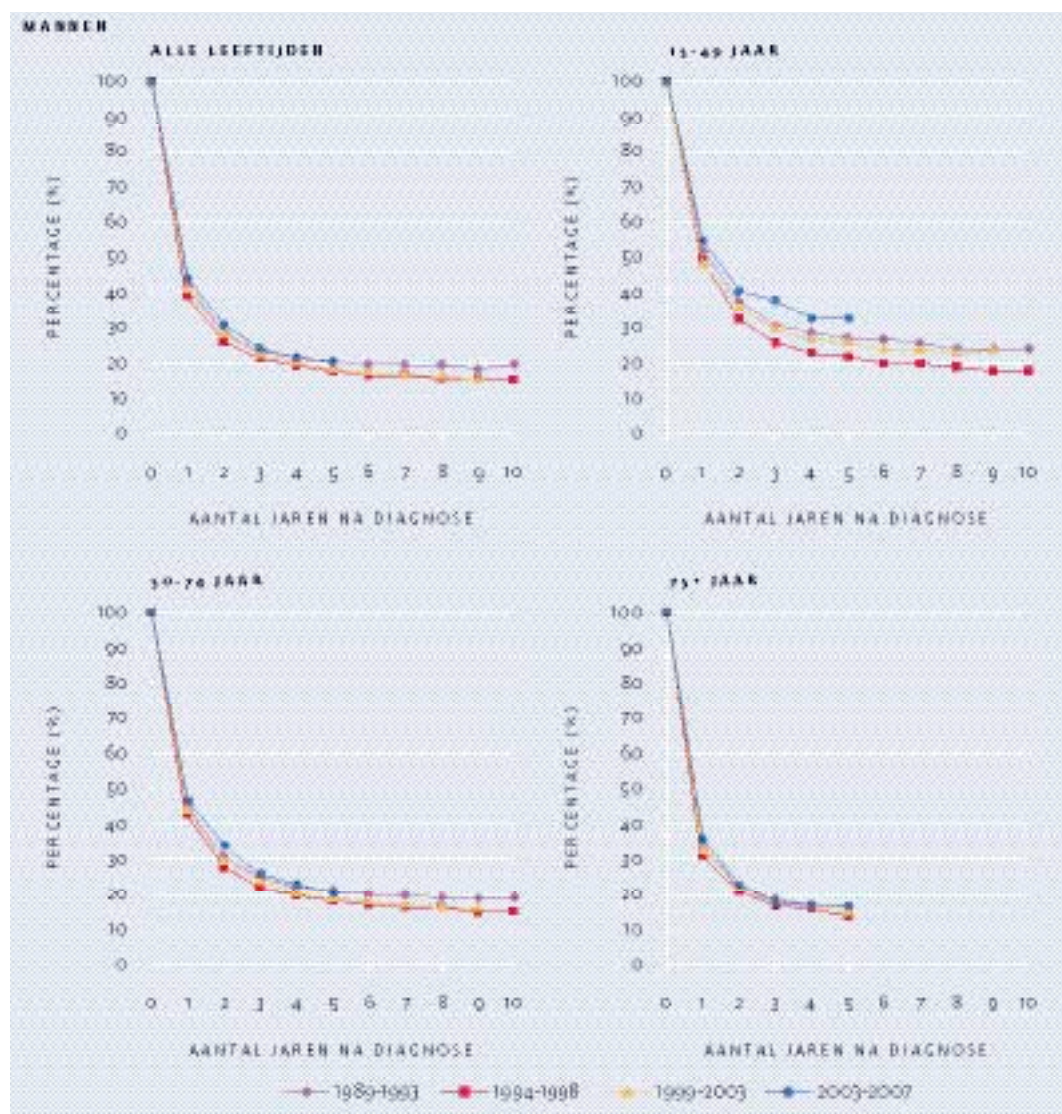 MANNEN
ALLE LEEFTIJDEN
15-49 JAAR
100
90
80
70
60
50
40
30
20
10
0
PERCENTAGE (%)
0 1 2 3 4 5 6 7 8 9 10
AANTAL JAREN NA DIAGNOSE
100
90
80
70
60
50
40
30
20
10
0
PERCENTAGE (%)
0 1 2 3 4 5 6 7 8 9 10
AANTAL JAREN NA DIAGNOSE
50-74 JAAR
75+ JAAR
100
90
80
70
60
50
40
30
20
10
0
PERCENTAGE (%)
0 1 2 3 4 5 6 7 8 9 10
AANTAL JAREN NA DIAGNOSE
100
90
80
70
60
50
40
30
20
10
0
PERCENTAGE (%)
0 1 2 3 4 5 6 7 8 9 10
AANTAL JAREN NA DIAGNOSE
1989-1993 1994-1998 1999-2003 2003-2007